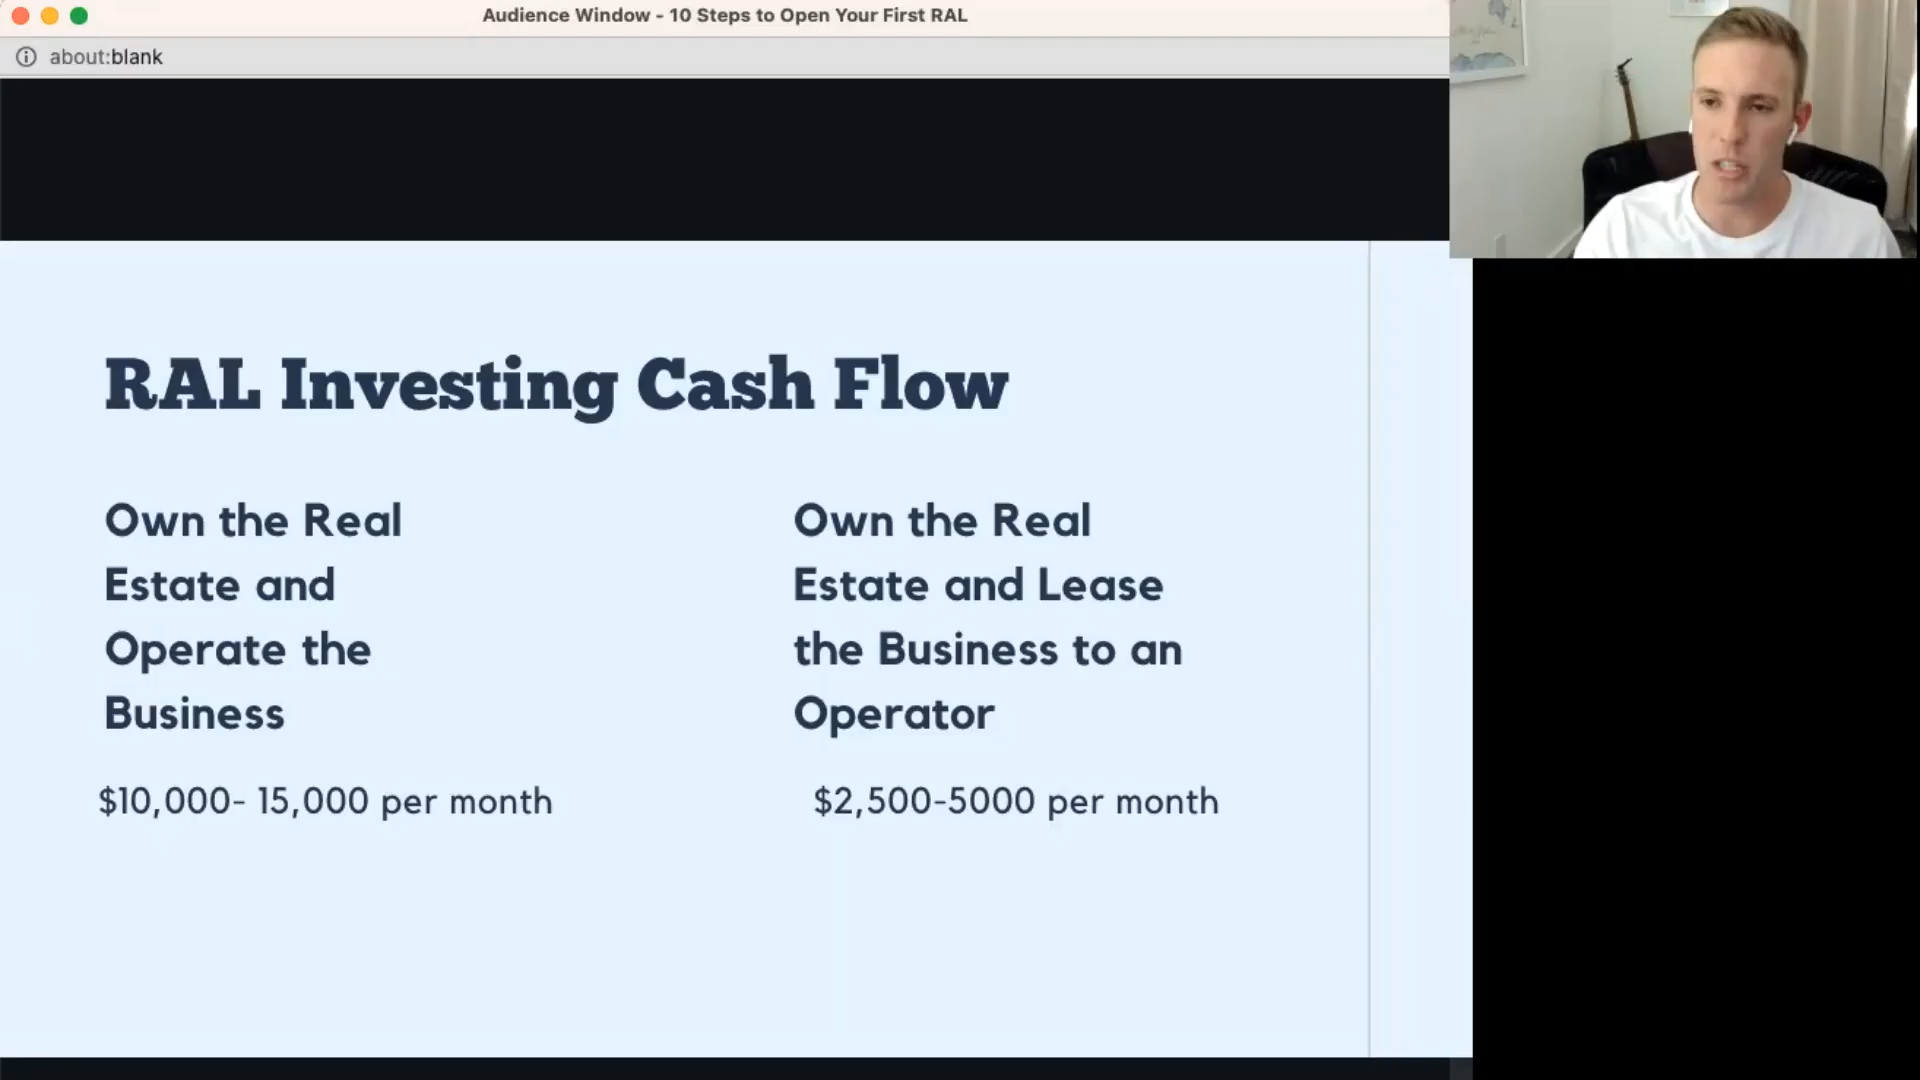 Audience Window - 10 Steps to Open Your First RAL
about:blank
RAL Investing Cash Flow
Own the Real
Estate and
Operate the
Business
$10,000- 15,000 per month
Own the Real
Estate and Lease
the Business to an
Operator
$2,500-5000 per month